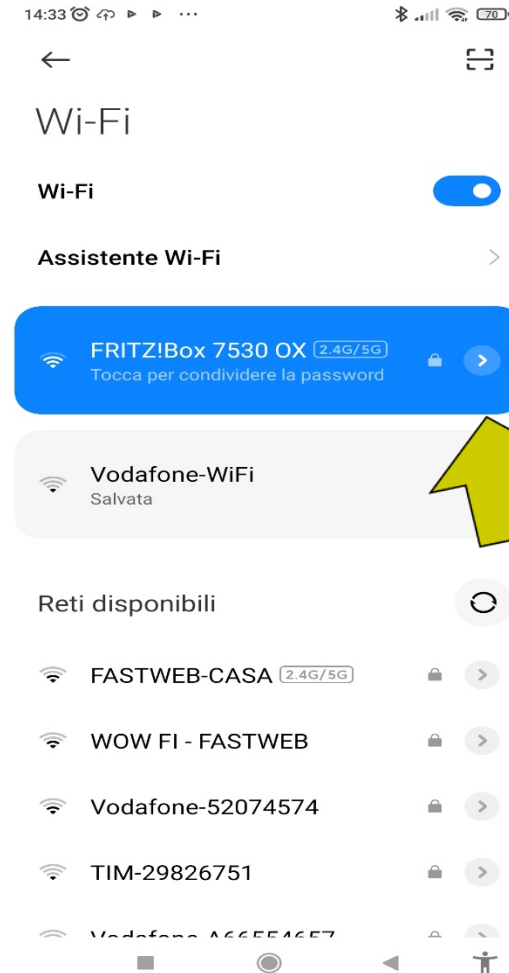 14:33
70
Wi-Fi
Wi-Fi
Assistente Wi-Fi
FRITZ!Box 7530 OX 2.4G/5G
Tocca per condividere la password
Vodafone-WiFi
Salvata
Reti disponibili
FASTWEB-CASA 2.4G/5G
WOW FI - FASTWEB
Vodafone-52074574
TIM-29826751
Vodafone-A66554657